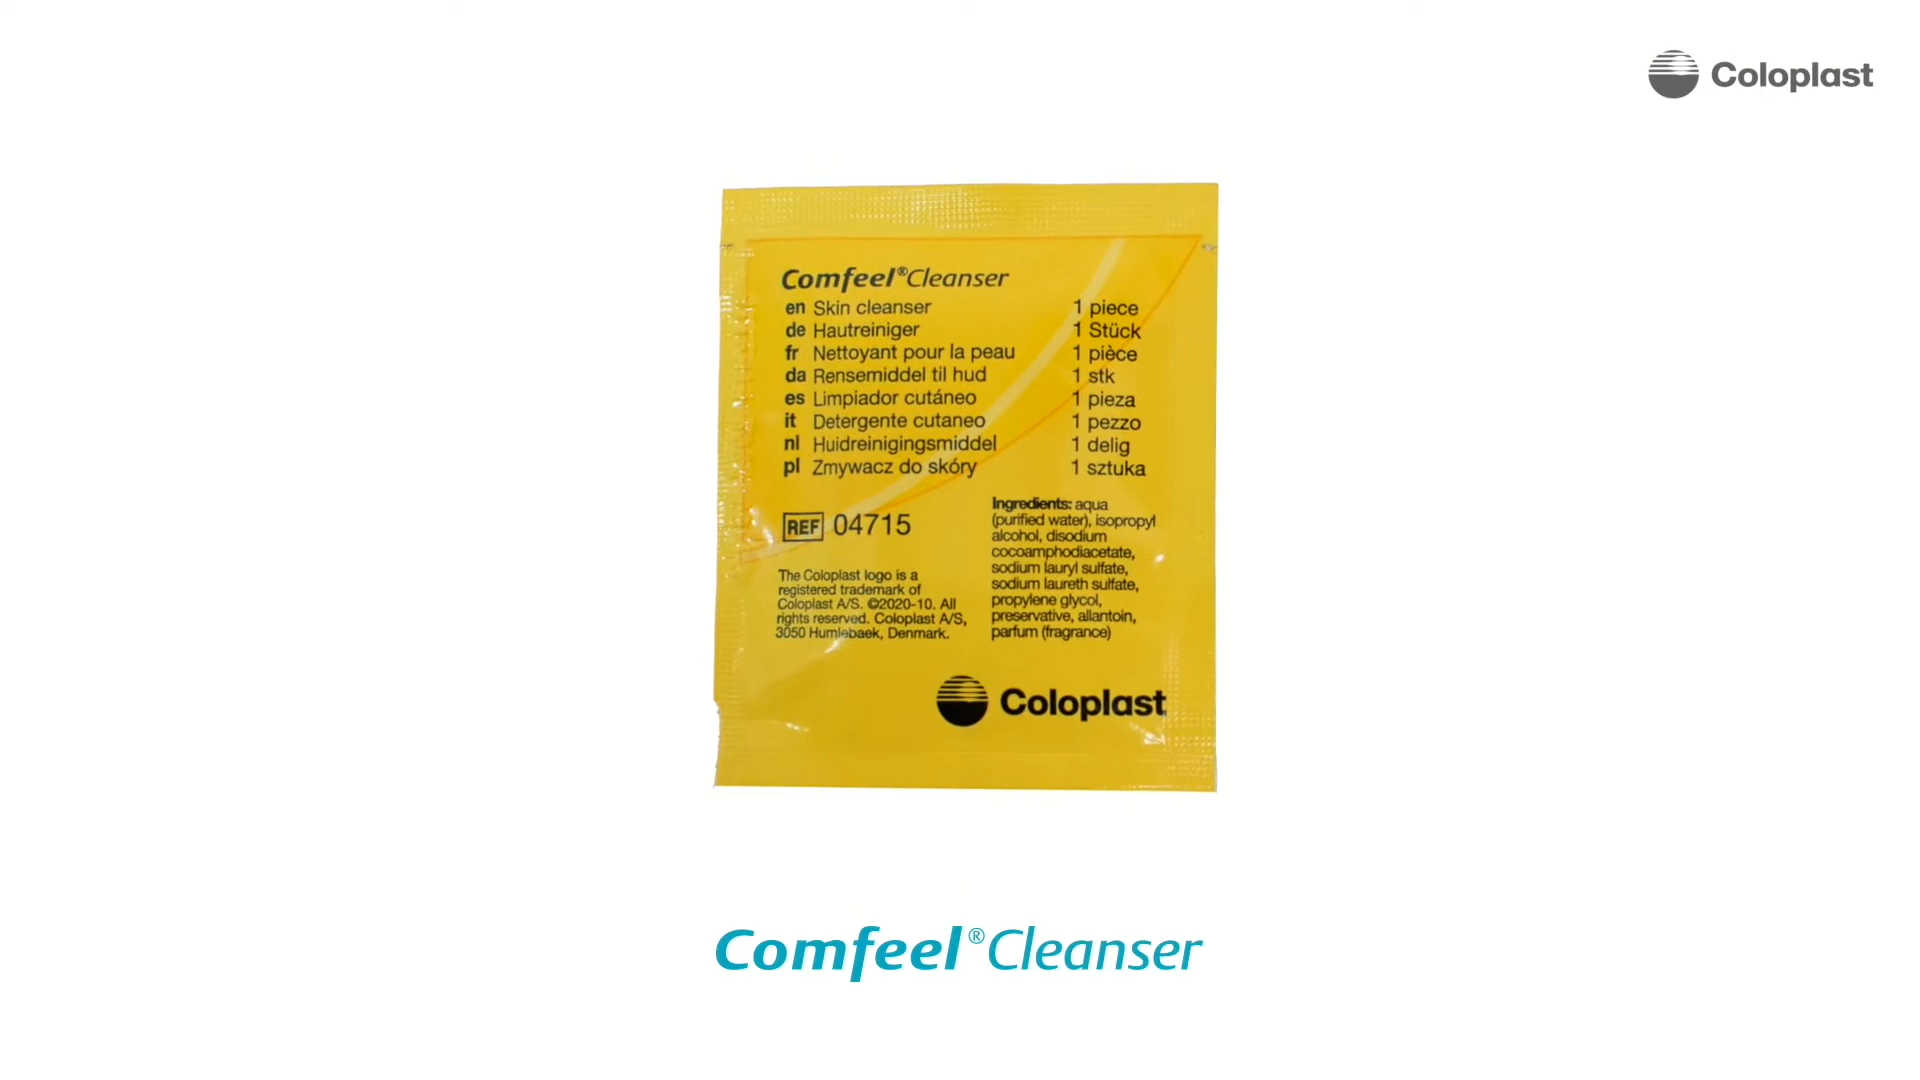 Coloplast
Comfeel®Cleanser
en Skin cleanser 1 piece
de Hautreiniger 1 Stück
fr Nettoyant pour la peau 1 pièce
da Rensemiddel til hud 1 stk
es Limpiador cutáneo 1 pieza
it Detergente cutaneo 1 pezzo
nl Huidreinigingsmiddel 1 delig
pl Zmywacz do skóry 1 sztuka
REF 04715
The Coloplast logo is a
registered trademark of
Coloplast A/S. ©2020-10. All
rights reserved. Coloplast A/S,
3050 Humlebaek, Denmark.
Ingredients: aqua
(purified water), isopropyl
alcohol, disodium
cocoamphodiacetate,
sodium lauryl sulfate,
sodium laureth sulfate,
propylene glycol,
preservative, allantoin,
parfum (fragrance)
Coloplast
Comfeel®Cleanser